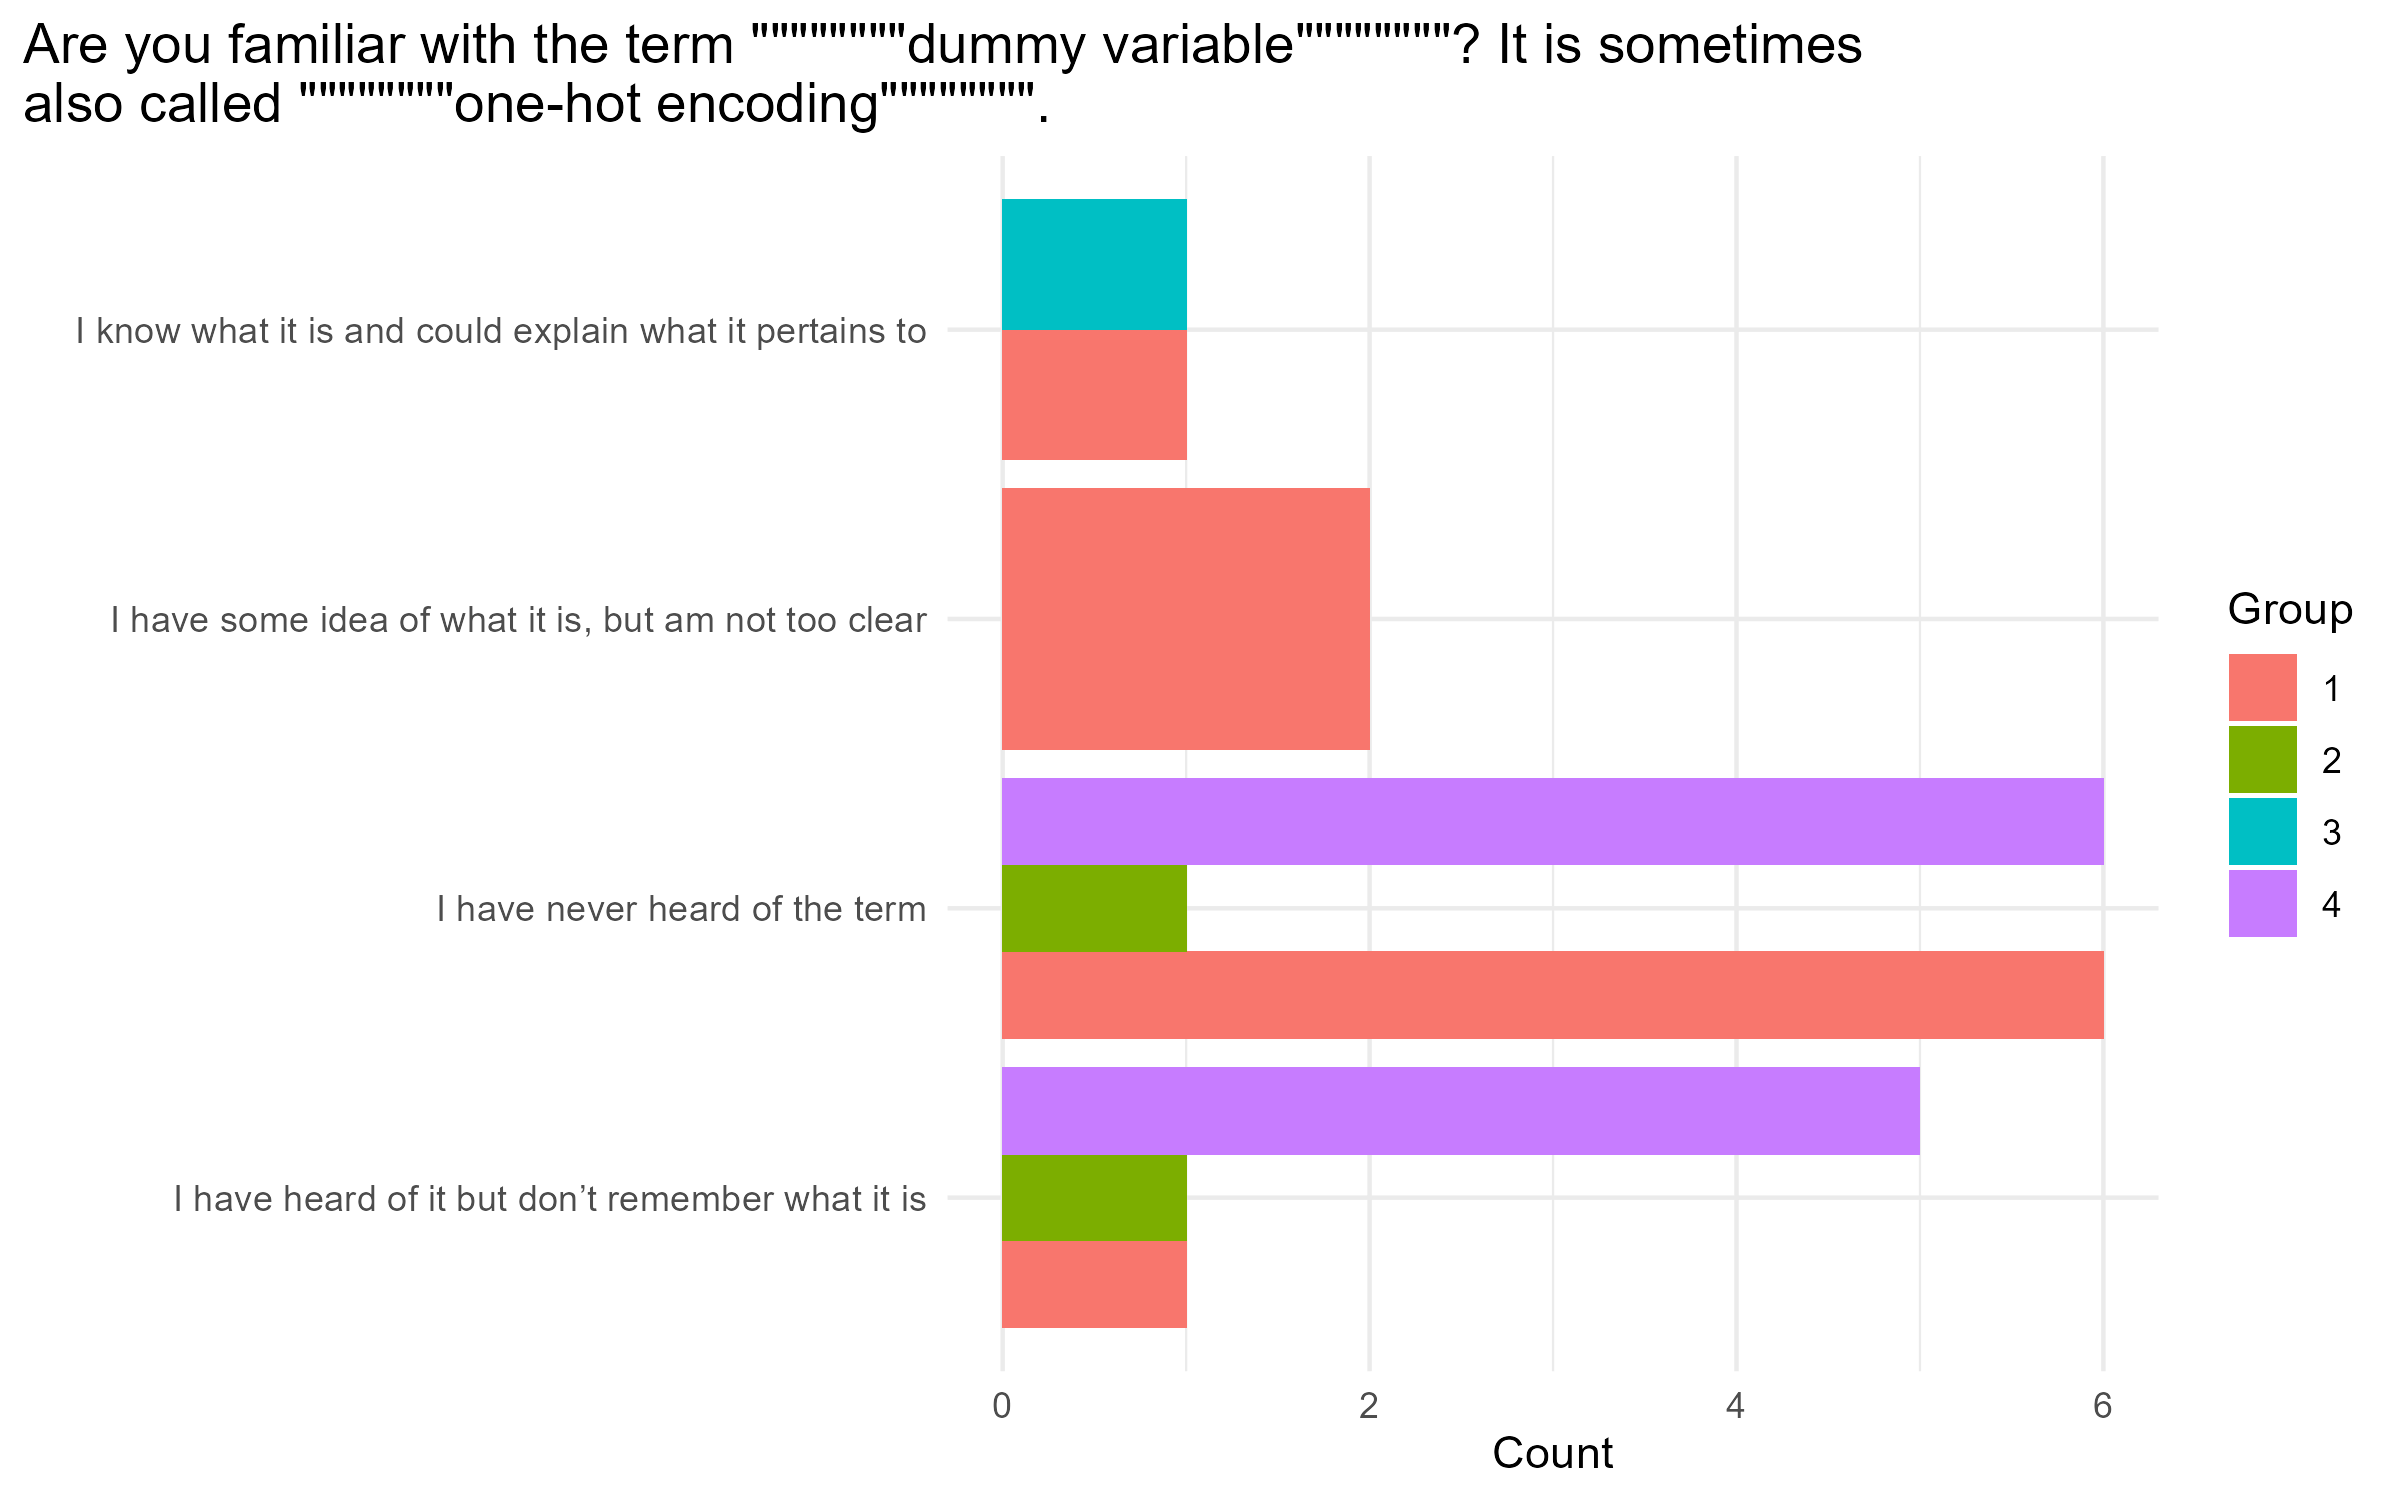 Are you familiar with the term """"""""dummy variable""""""""? It is sometimes
also called """"""""one-hot encoding"""""""".
I know what it is and could explain what it pertains to
I have some idea of what it is, but am not too clear
I have never heard of the term
I have heard of it but don’t remember what it is
0 2 4 6
Count
Group
1
2
3
4